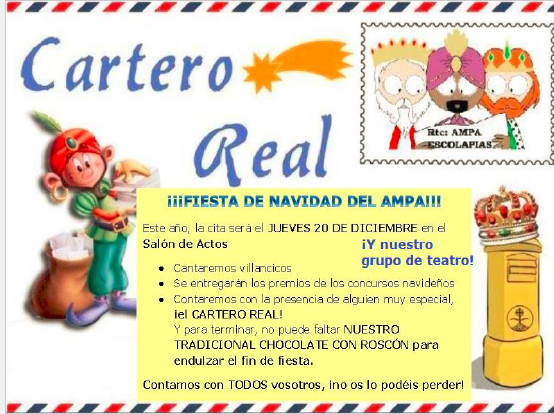 Cartero
Real
Rtc: AMPA
ESCOLAPIAS
¡¡¡FIESTA DE NAVIDAD DEL AMPA!!!
Este año, la cita será el JUEVES 20 DE DICIEMBRE en el
Salón de Actos
¡Y nuestro
grupo de teatro!
• Cantaremos villancicos
• Se entregarán los premios de los concursos navideños
• Contaremos con la presencia de alguien muy especial,
¡el CARTERO REAL!
Y para terminar, no puede faltar NUESTRO
TRADICIONAL CHOCOLATE CON ROSCÓN para
endulzar el fin de fiesta.
Contamos con TODOS vosotros, ¡no os lo podéis perder!